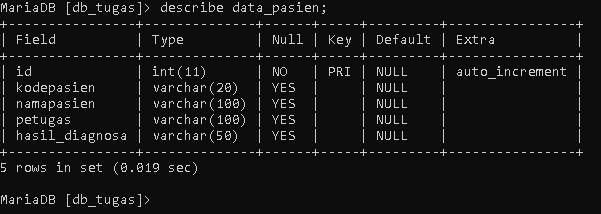 MariaDB [db_tugas]> describe data_pasien;
+---------------+--------------+------+-----+---------+----------------+
| Field         | Type         | Null | Key | Default | Extra          |
+---------------+--------------+------+-----+---------+----------------+
| id            | int(11)      | NO   | PRI | NULL    | auto_increment |
| kodepasien    | varchar(20)  | YES  |     | NULL    |                |
| namapasien    | varchar(100) | YES  |     | NULL    |                |
| petugas       | varchar(100) | YES  |     | NULL    |                |
| hasil_diagnosa | varchar(50)  | YES  |     | NULL    |                |
+---------------+--------------+------+-----+---------+----------------+
5 rows in set (0.019 sec)
MariaDB [db_tugas]>